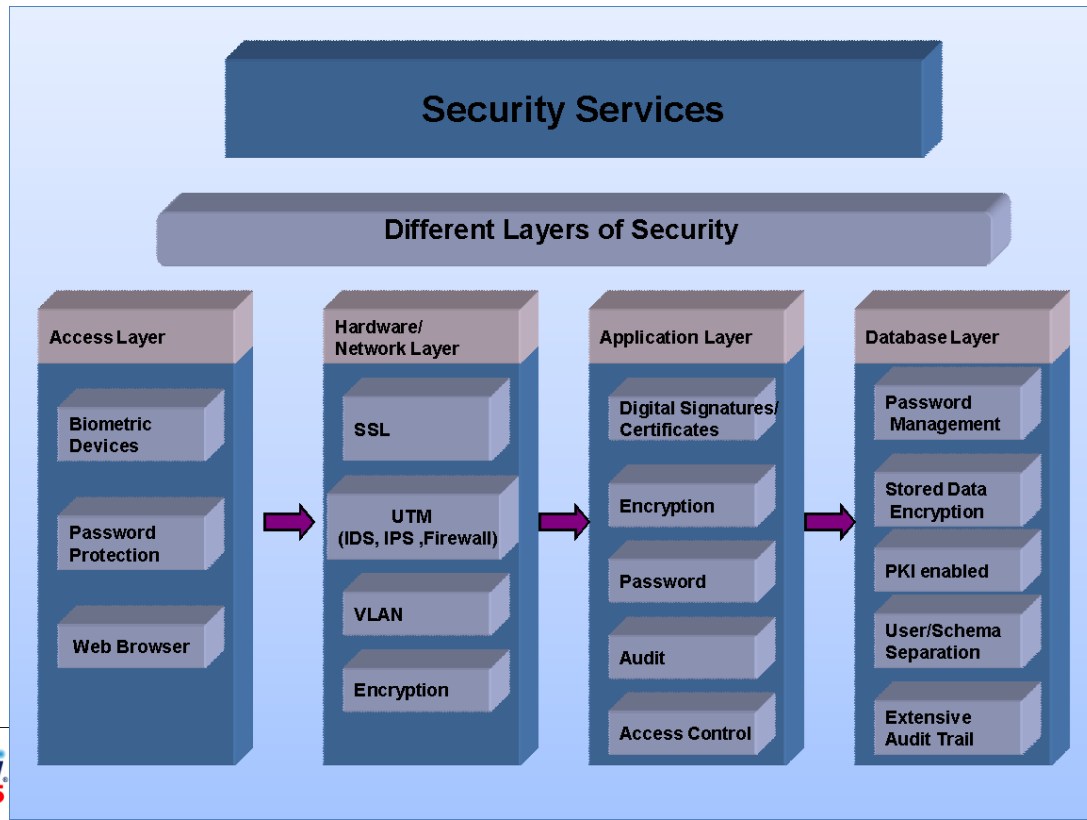 Security Services
Different Layers of Security
Access Layer
Biometric
Devices
Password
Protection
Web Browser
Hardware/
Network Layer
SSL
UTM
(IDS, IPS ,Firewall)
VLAN
Encryption
Application Layer
Digital Signatures/
Certificates
Encryption
Password
Audit
Access Control
Database Layer
Password
Management
Stored Data
Encryption
PKI enabled
User/Schema
Separation
Extensive
Audit Trail